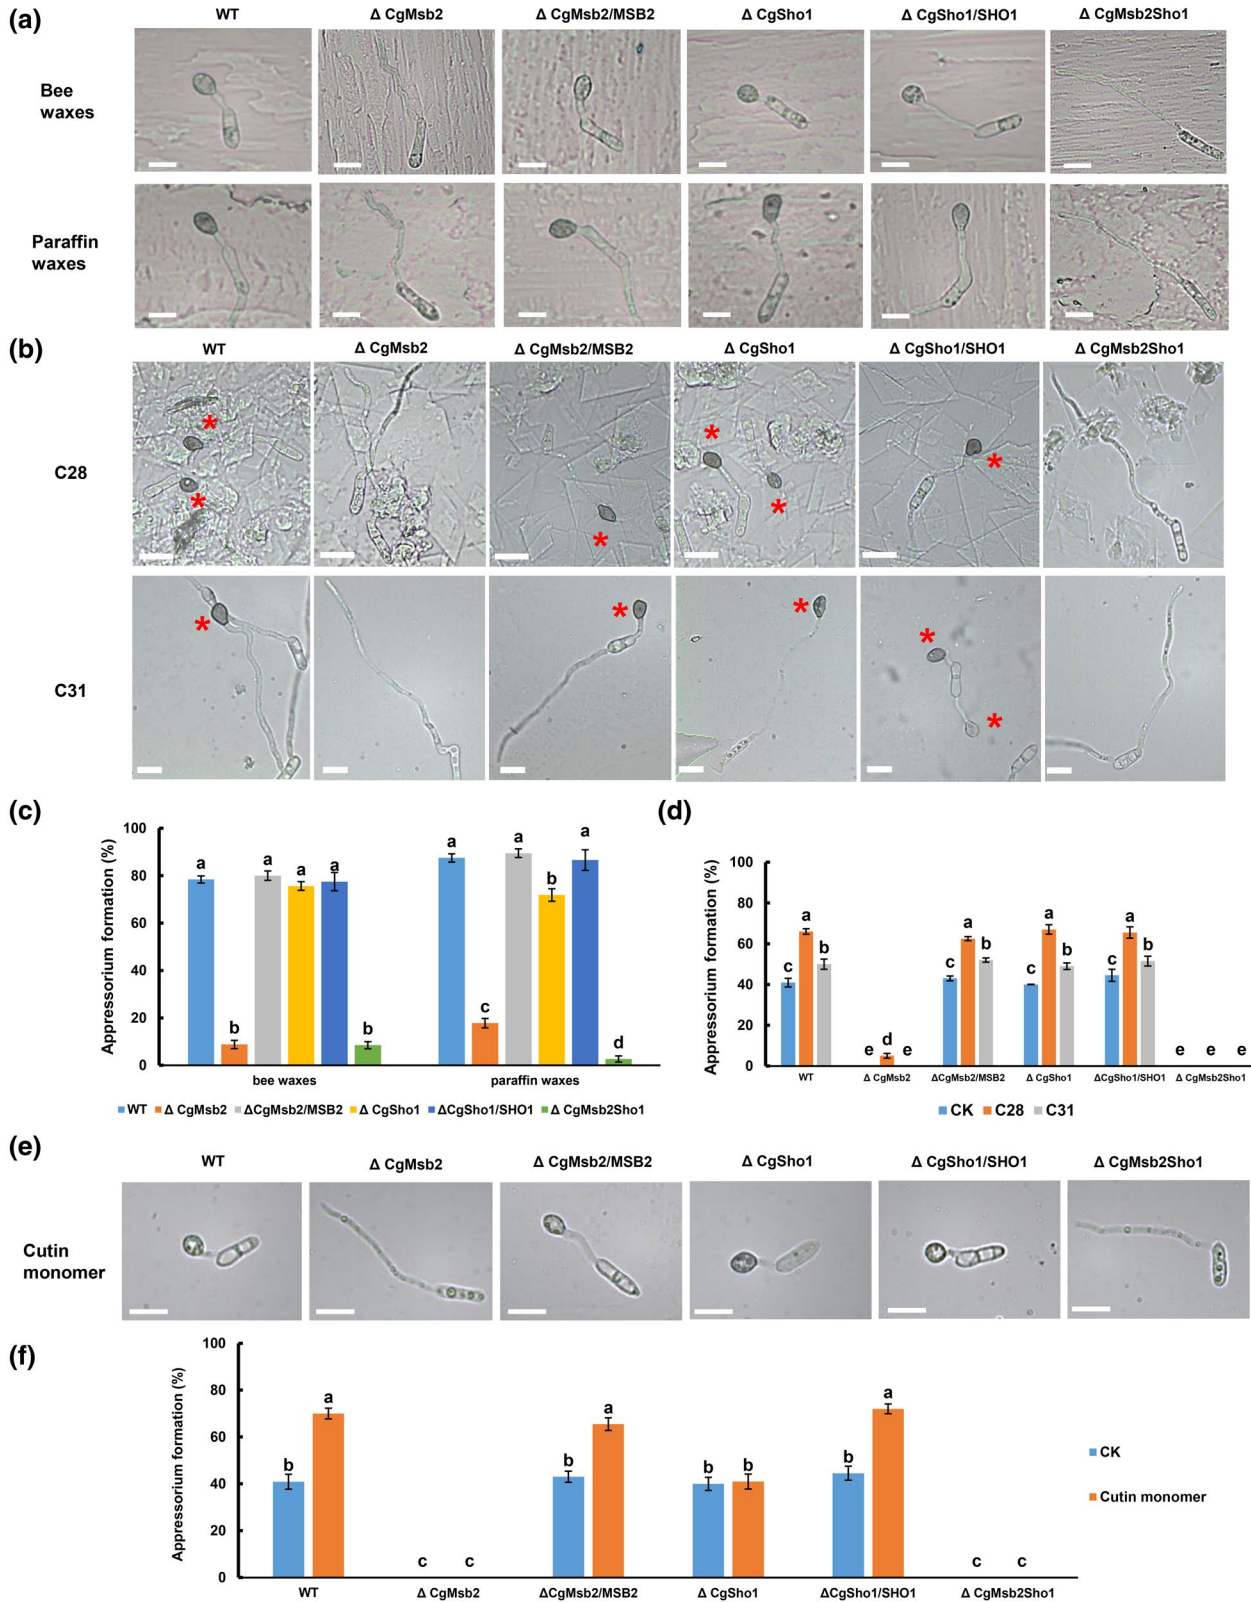 (a)
WT Δ CgMsb2 Δ CgMsb2/MSB2 Δ CgSho1 Δ CgSho1/SHO1 Δ CgMsb2Sho1
Bee
waxes
Paraffin
waxes
(b)
WT Δ CgMsb2 Δ CgMsb2/MSB2 Δ CgSho1 Δ CgSho1/SHO1 Δ CgMsb2Sho1
*
*
*
*
*
*
C28
*
*
*
*
*
C31
(c)
Appressorium formation (%)
100
80
60
40
20
0
a b a a a b
a c a b a d
bee waxes paraffin waxes
WT Δ CgMsb2 ΔCgMsb2/MSB2 Δ CgSho1 ΔCgSho1/SHO1 Δ CgMsb2Sho1
(d)
Appressorium formation (%)
100
80
60
40
20
0
c a b e d e c a b c a b c a b e e e
WT Δ CgMsb2 ΔCgMsb2/MSB2 Δ CgSho1 ΔCgSho1/SHO1 Δ CgMsb2Sho1
CK C28 C31
(e)
WT Δ CgMsb2 Δ CgMsb2/MSB2 Δ CgSho1 Δ CgSho1/SHO1 Δ CgMsb2Sho1
Cutin
monomer
(f)
Appressorium formation (%)
100
80
60
40
20
0
b a c c b a b b b a c c
WT Δ CgMsb2 ΔCgMsb2/MSB2 Δ CgSho1 ΔCgSho1/SHO1 Δ CgMsb2Sho1
CK
Cutin monomer